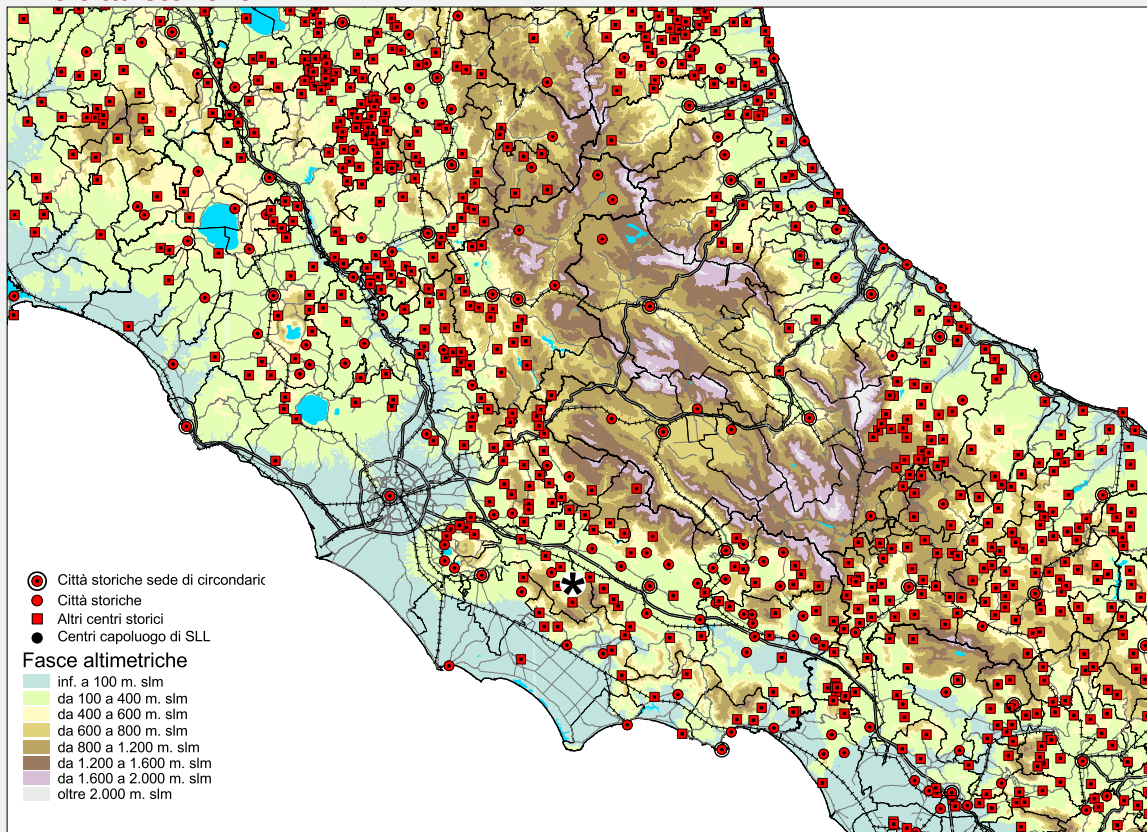 Città storiche sede di circondario
Città storiche
Altri centri storici
Centri capoluogo di SLL
Fasce altimetriche
inf. a 100 m. slm
da 100 a 400 m. slm
da 400 a 600 m. slm
da 600 a 800 m. slm
da 800 a 1.200 m. slm
da 1.200 a 1.600 m. slm
da 1.600 a 2.000 m. slm
oltre 2.000 m. slm
*